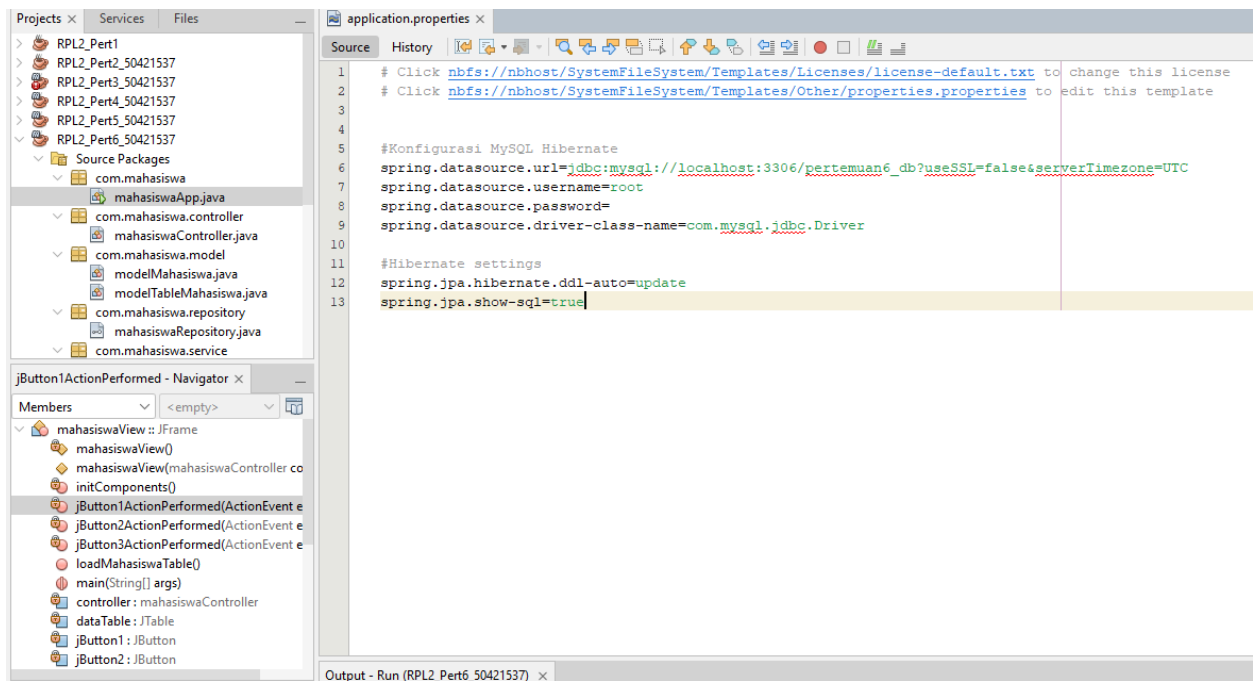 Projects Services Files
RPL2_Pert1
RPL2_Pert2_50421537
RPL2_Pert3_50421537
RPL2_Pert4_50421537
RPL2_Pert5_50421537
RPL2_Pert6_50421537
Source Packages
com.mahasiswa
mahasiswaApp.java
com.mahasiswa.controller
mahasiswaController.java
com.mahasiswa.model
modelMahasiswa.java
modelTableMahasiswa.java
com.mahasiswa.repository
mahasiswaRepository.java
com.mahasiswa.service
jButton1ActionPerformed - Navigator
Members <empty>
mahasiswaView :: JFrame
mahasiswaView()
mahasiswaView(mahasiswaController co
initComponents()
jButton1ActionPerformed(ActionEvent e
jButton2ActionPerformed(ActionEvent e
jButton3ActionPerformed(ActionEvent e
loadMahasiswaTable()
main(String[] args)
controller : mahasiswaController
dataTable : JTable
jButton1 : JButton
jButton2 : JButton
application.properties
Source History
1 # Click nbfs://nbhost/SystemFileSystem/Templates/Licenses/license-default.txt to change this license
2 # Click nbfs://nbhost/SystemFileSystem/Templates/Other/properties.properties to edit this template
3
4
5 #Konfigurasi MySQL Hibernate
6 spring.datasource.url=jdbc:mysql://localhost:3306/pertemuan6_db?useSSL=false&serverTimezone=UTC
7 spring.datasource.username=root
8 spring.datasource.password=
9 spring.datasource.driver-class-name=com.mysql.jdbc.Driver
10
11 #Hibernate settings
12 spring.jpa.hibernate.ddl-auto=update
13 spring.jpa.show-sql=true
Output - Run (RPL2_Pert6_50421537)